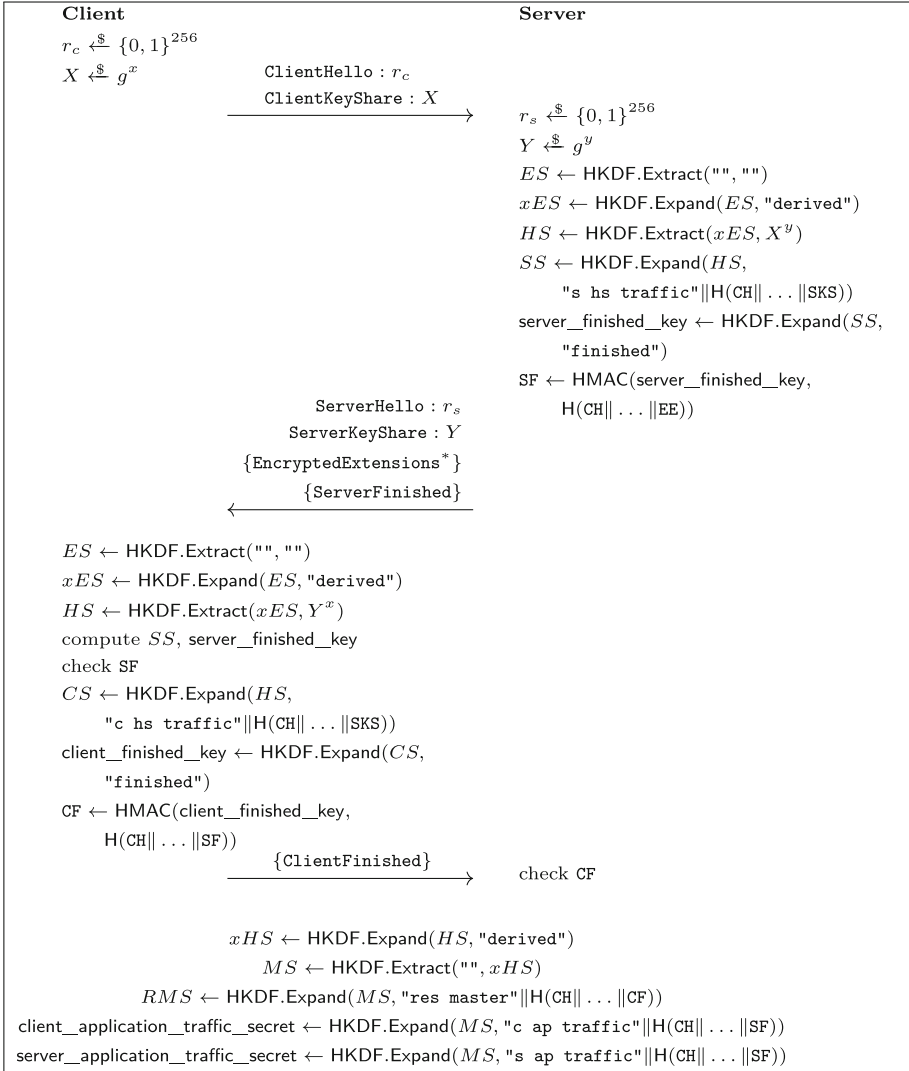 Client
r_c ←$ {0, 1}^256
X ←$ g^x
ClientHello : r_c
ClientKeyShare : X
Server
r_s ←$ {0, 1}^256
Y ←$ g^y
ES ← HKDF.Extract("", "")
xES ← HKDF.Expand(ES, "derived")
HS ← HKDF.Extract(xES, X^y)
SS ← HKDF.Expand(HS,
"s hs traffic"‖H(CH‖ . . . ‖SKS))
server_finished_key ← HKDF.Expand(SS,
"finished")
SF ← HMAC(server_finished_key,
H(CH‖ . . . ‖EE))
ServerHello : r_s
ServerKeyShare : Y
{EncryptedExtensions*}
{ServerFinished}
ES ← HKDF.Extract("", "")
xES ← HKDF.Expand(ES, "derived")
HS ← HKDF.Extract(xES, Y^x)
compute SS, server_finished_key
check SF
CS ← HKDF.Expand(HS,
"c hs traffic"‖H(CH‖ . . . ‖SKS))
client_finished_key ← HKDF.Expand(CS,
"finished")
CF ← HMAC(client_finished_key,
H(CH‖ . . . ‖SF))
{ClientFinished}
check CF
xHS ← HKDF.Expand(HS, "derived")
MS ← HKDF.Extract("", xHS)
RMS ← HKDF.Expand(MS, "res master"‖H(CH‖ . . . ‖CF))
client_application_traffic_secret ← HKDF.Expand(MS, "c ap traffic"‖H(CH‖ . . . ‖SF))
server_application_traffic_secret ← HKDF.Expand(MS, "s ap traffic"‖H(CH‖ . . . ‖SF))